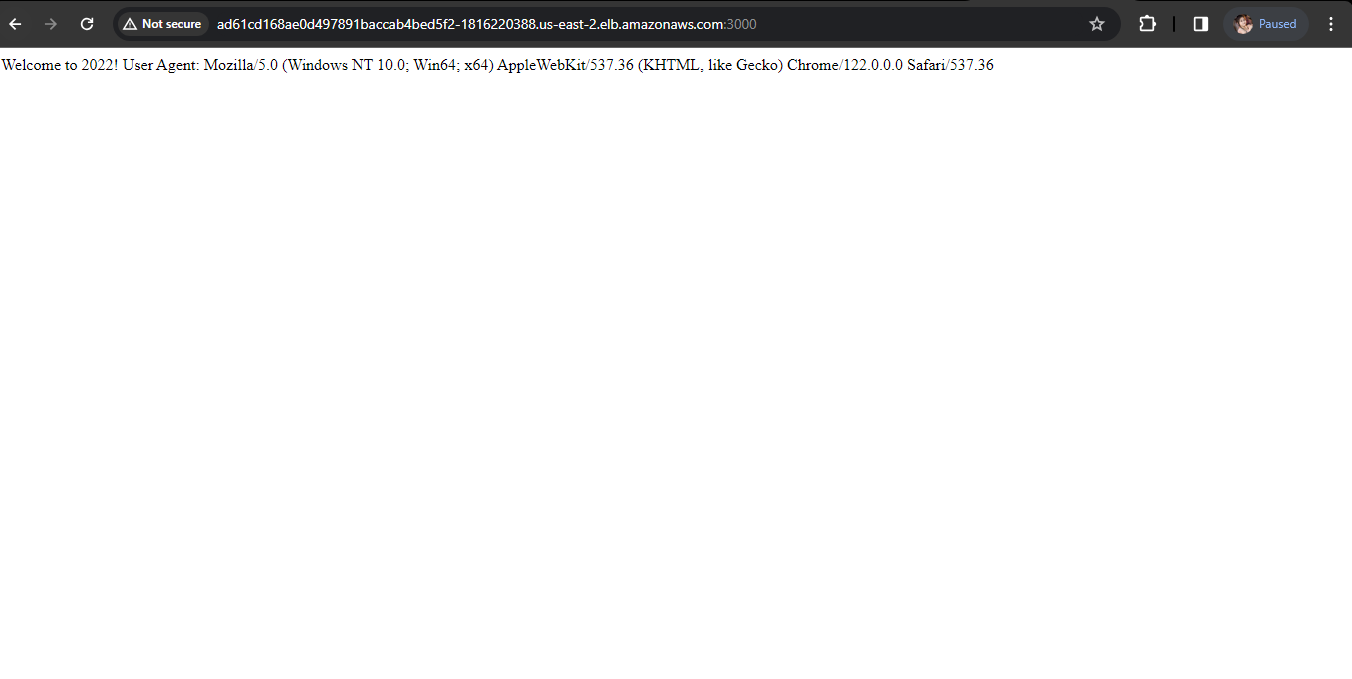 Not secure ad61cd168ae0d497891baccab4bed5f2-1816220388.us-east-2.elb.amazonaws.com:3000 Paused
Welcome to 2022! User Agent: Mozilla/5.0 (Windows NT 10.0; Win64; x64) AppleWebKit/537.36 (KHTML, like Gecko) Chrome/122.0.0.0 Safari/537.36